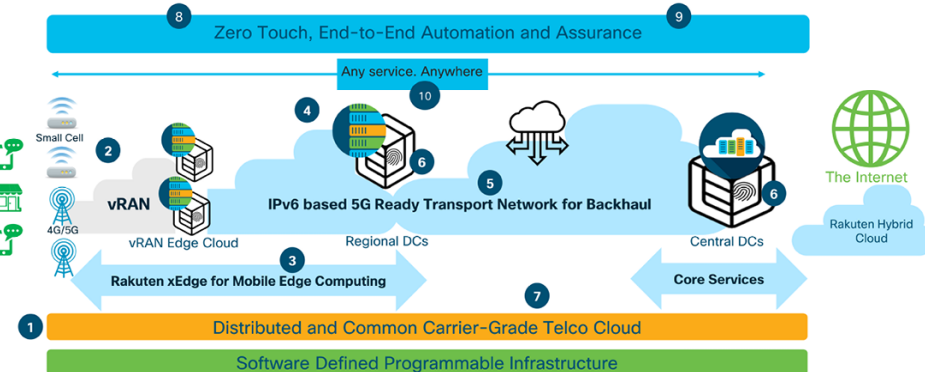 8
9
Zero Touch, End-to-End Automation and Assurance
Any service. Anywhere
10
4
Small Cell
2
6
5
6
The Internet
vRAN
IPv6 based 5G Ready Transport Network for Backhaul
Rakuten Hybrid
Cloud
4G/5G
vRAN Edge Cloud
Regional DCs
Central DCs
3
Rakuten xEdge for Mobile Edge Computing
Core Services
7
1
Distributed and Common Carrier-Grade Telco Cloud
Software Defined Programmable Infrastructure